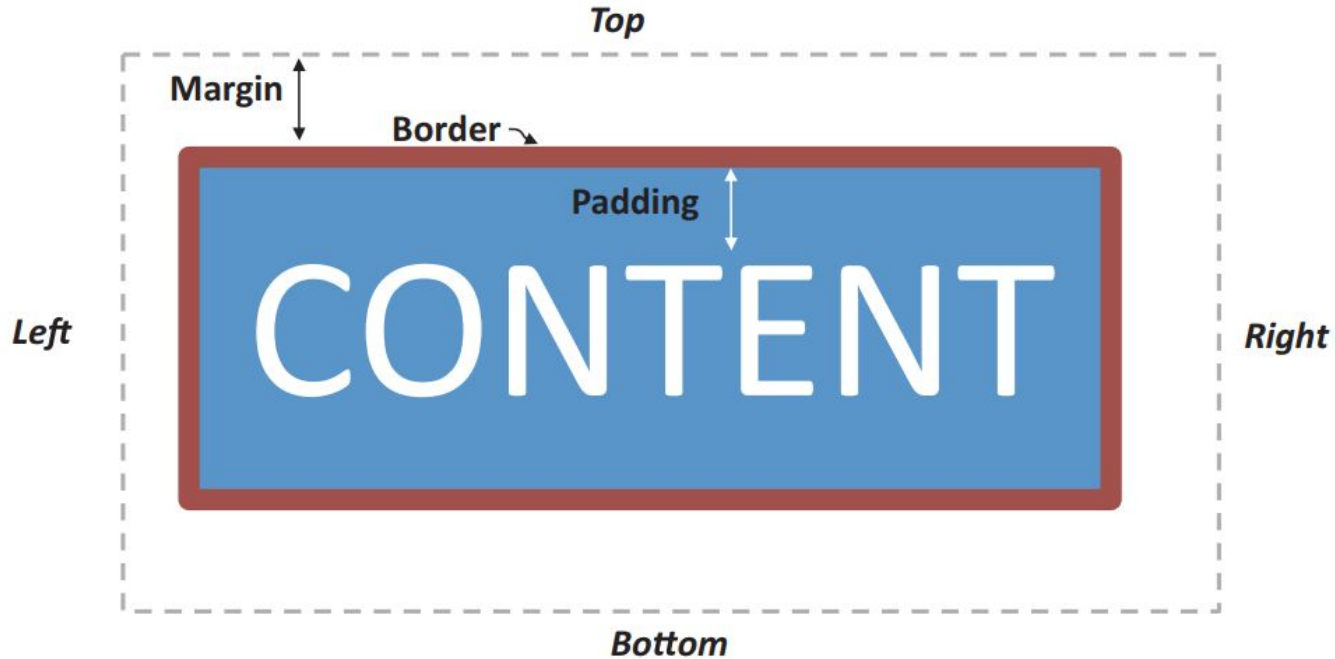 Top
Margin
Border
Padding
CONTENT
Left
Right
Bottom